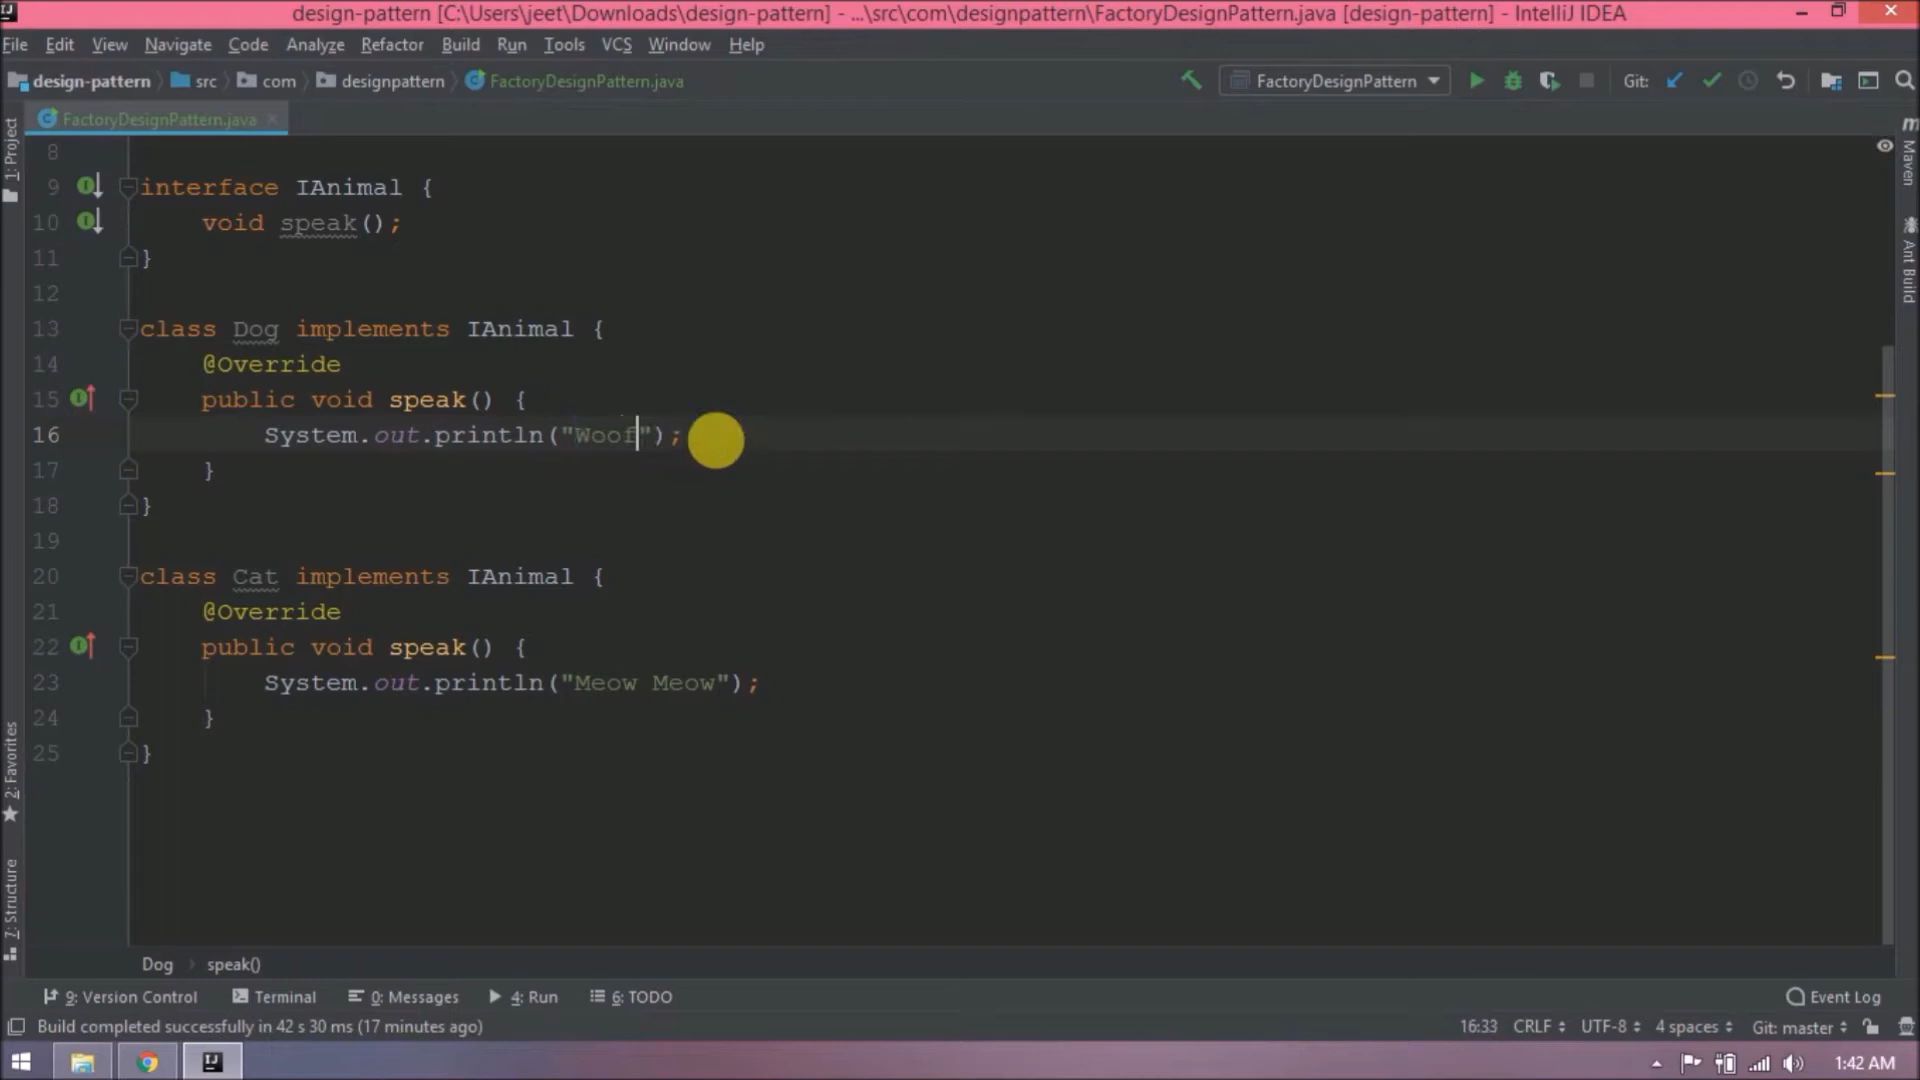 design-pattern [C:\Users\jeet\Downloads\design-pattern] - ...\src\com\designpattern\FactoryDesignPattern.java [design-pattern] - IntelliJ IDEA
File Edit View Navigate Code Analyze Refactor Build Run Tools VCS Window Help
design-pattern src com designpattern FactoryDesignPattern.java FactoryDesignPattern Git:
FactoryDesignPattern.java
1: Project
m Maven
Ant Build
8
9 interface IAnimal {
10 void speak();
11 }
12
13 class Dog implements IAnimal {
14 @Override
15 public void speak() {
16 System.out.println("Woof");
17 }
18 }
19
20 class Cat implements IAnimal {
21 @Override
22 public void speak() {
23 System.out.println("Meow Meow");
24 }
25 }
2: Favorites
7: Structure
Dog speak()
9: Version Control Terminal 0: Messages 4: Run 6: TODO Event Log
Build completed successfully in 42 s 30 ms (17 minutes ago) 16:33 CRLF UTF-8 4 spaces Git: master
IJ 1:42 AM